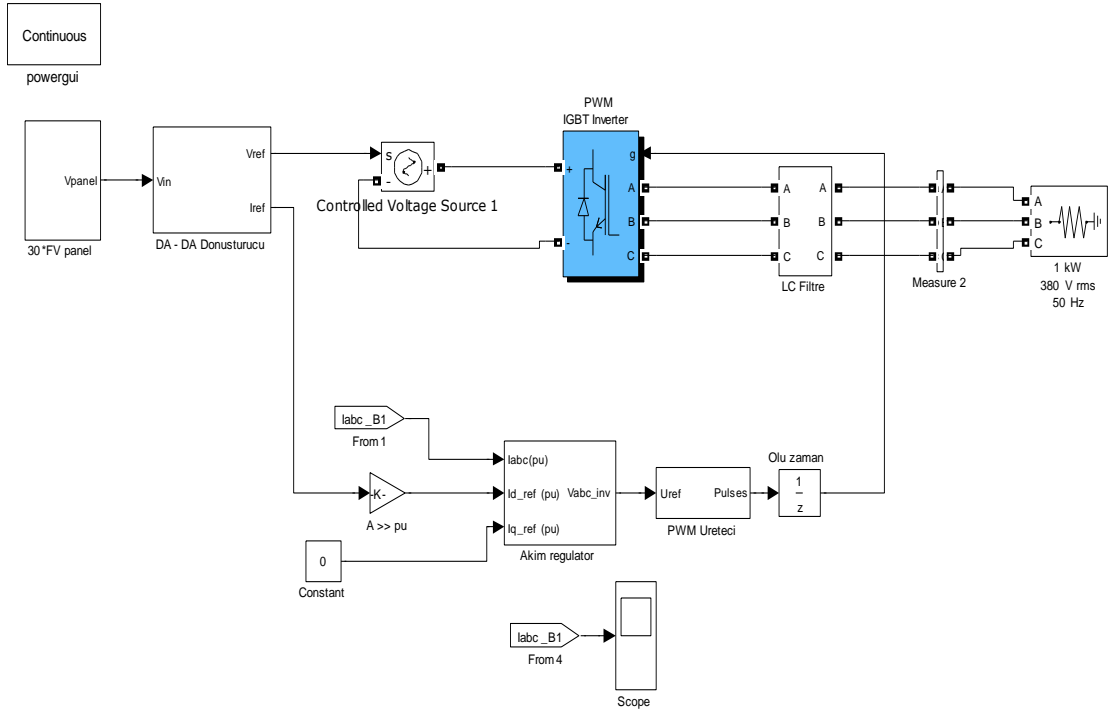 Continuous
powergui
Vpanel
30*FV panel
Vin
Vref
Iref
DA - DA Donusturucu
s
-
+
Controlled Voltage Source 1
PWM
IGBT Inverter
+
-
g
A
B
C
A
B
C
A
B
C
LC Filtre
Measure 2
A
B
C
1 kW
380 V rms
50 Hz
Iabc _B1
From 1
-K-
A >> pu
0
Constant
Iabc(pu)
Id_ref (pu)
Iq_ref (pu)
Vabc_inv
Akim regulator
Uref
Pulses
PWM Ureteci
Olu zaman
1
z
Iabc _B1
From 4
Scope